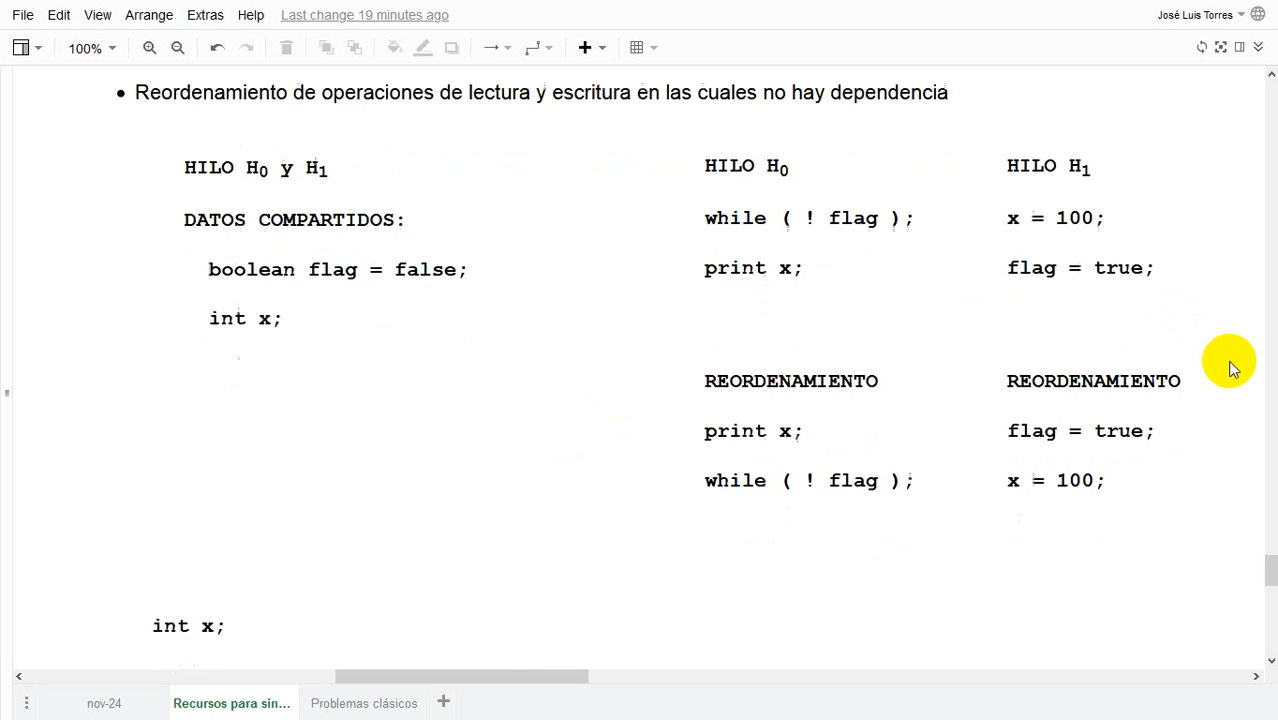 File Edit View Arrange Extras Help Last change 19 minutes ago José Luis Torres
100%
• Reordenamiento de operaciones de lectura y escritura en las cuales no hay dependencia
HILO H0 y H1
DATOS COMPARTIDOS:
boolean flag = false;
int x;
HILO H0
while ( ! flag );
print x;
HILO H1
x = 100;
flag = true;
REORDENAMIENTO
print x;
while ( ! flag );
REORDENAMIENTO
flag = true;
x = 100;
int x;
nov-24 Recursos para sin... Problemas clásicos